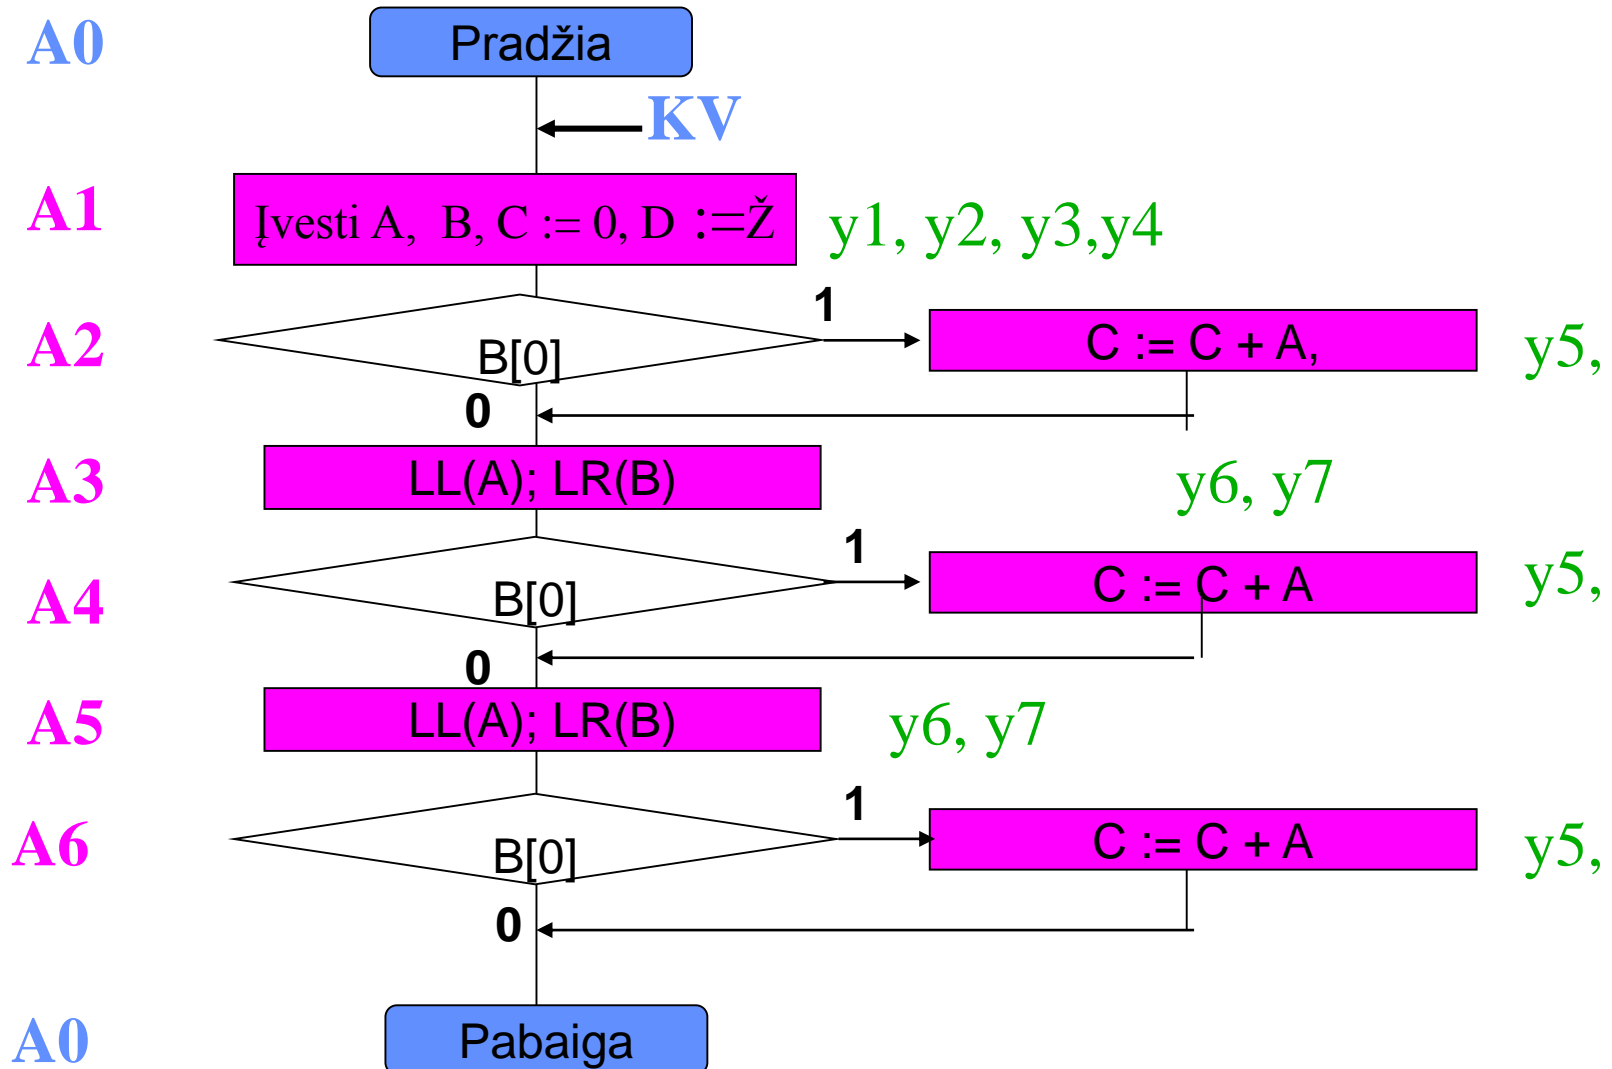 A0 Pradžia
KV
A1 Įvesti A, B, C := 0, D :=Ž y1, y2, y3,y4
1
A2 B[0] C := C + A, y5,
0
A3 LL(A); LR(B) y6, y7
1
A4 B[0] C := C + A y5,
0
A5 LL(A); LR(B) y6, y7
1
A6 B[0] C := C + A y5,
0
A0 Pabaiga